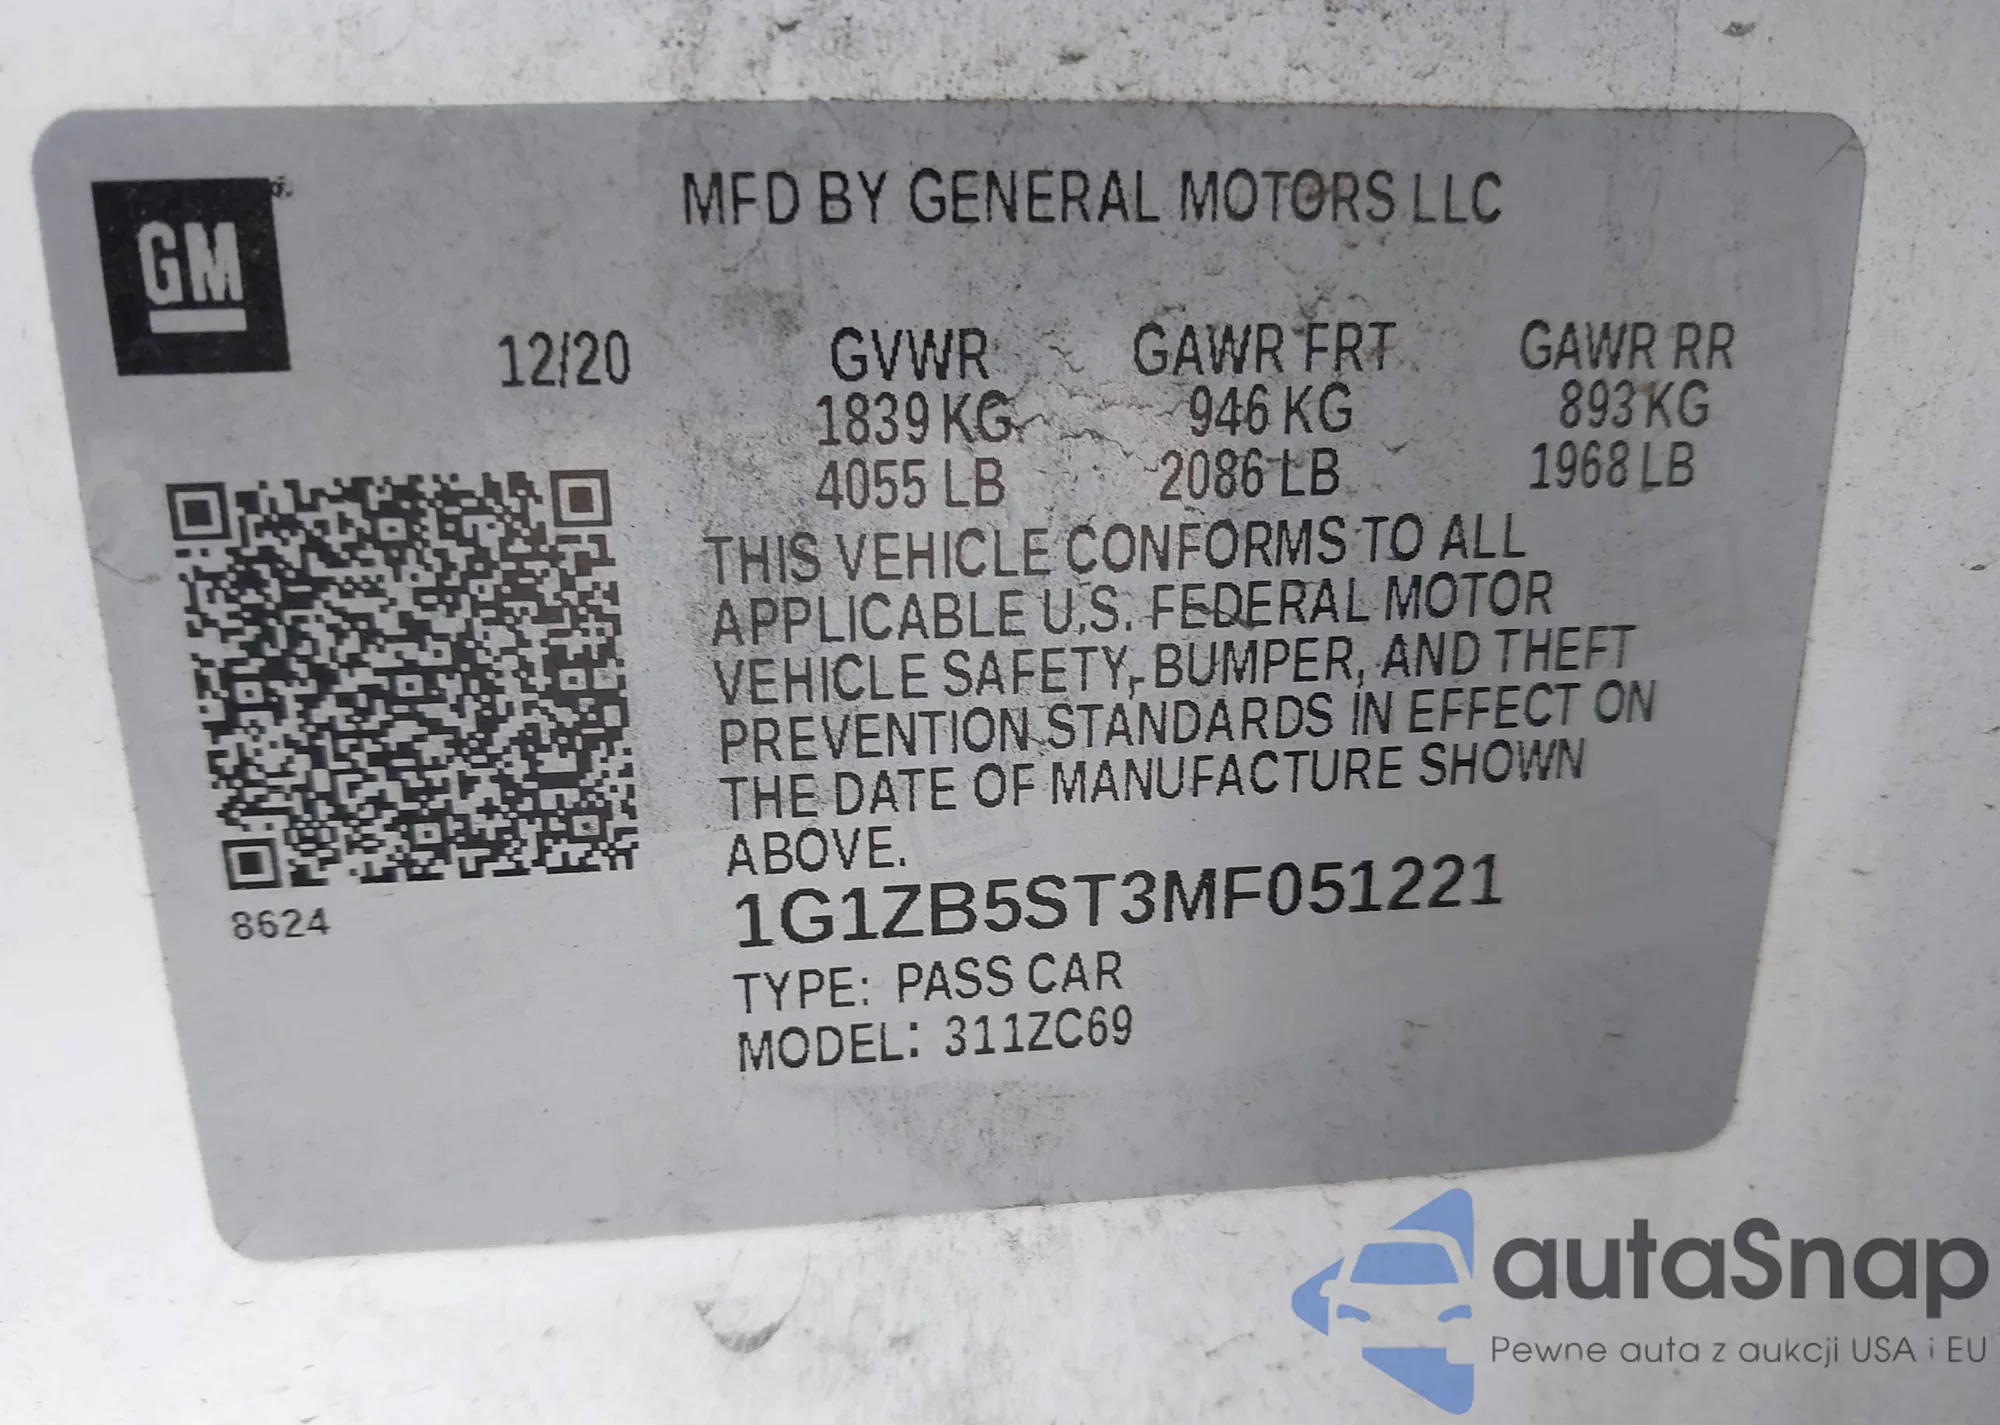 GM
MFD BY GENERAL MOTORS LLC
12/20 GVWR GAWR FRT GAWR RR
1839 KG 946 KG 893 KG
4055 LB 2086 LB 1968 LB
THIS VEHICLE CONFORMS TO ALL
APPLICABLE U.S. FEDERAL MOTOR
VEHICLE SAFETY, BUMPER, AND THEFT
PREVENTION STANDARDS IN EFFECT ON
THE DATE OF MANUFACTURE SHOWN
ABOVE.
8624
1G1ZB5ST3MF051221
TYPE: PASS CAR
MODEL: 311ZC69
autaSnap
Pewne auta z aukcji USA i EU